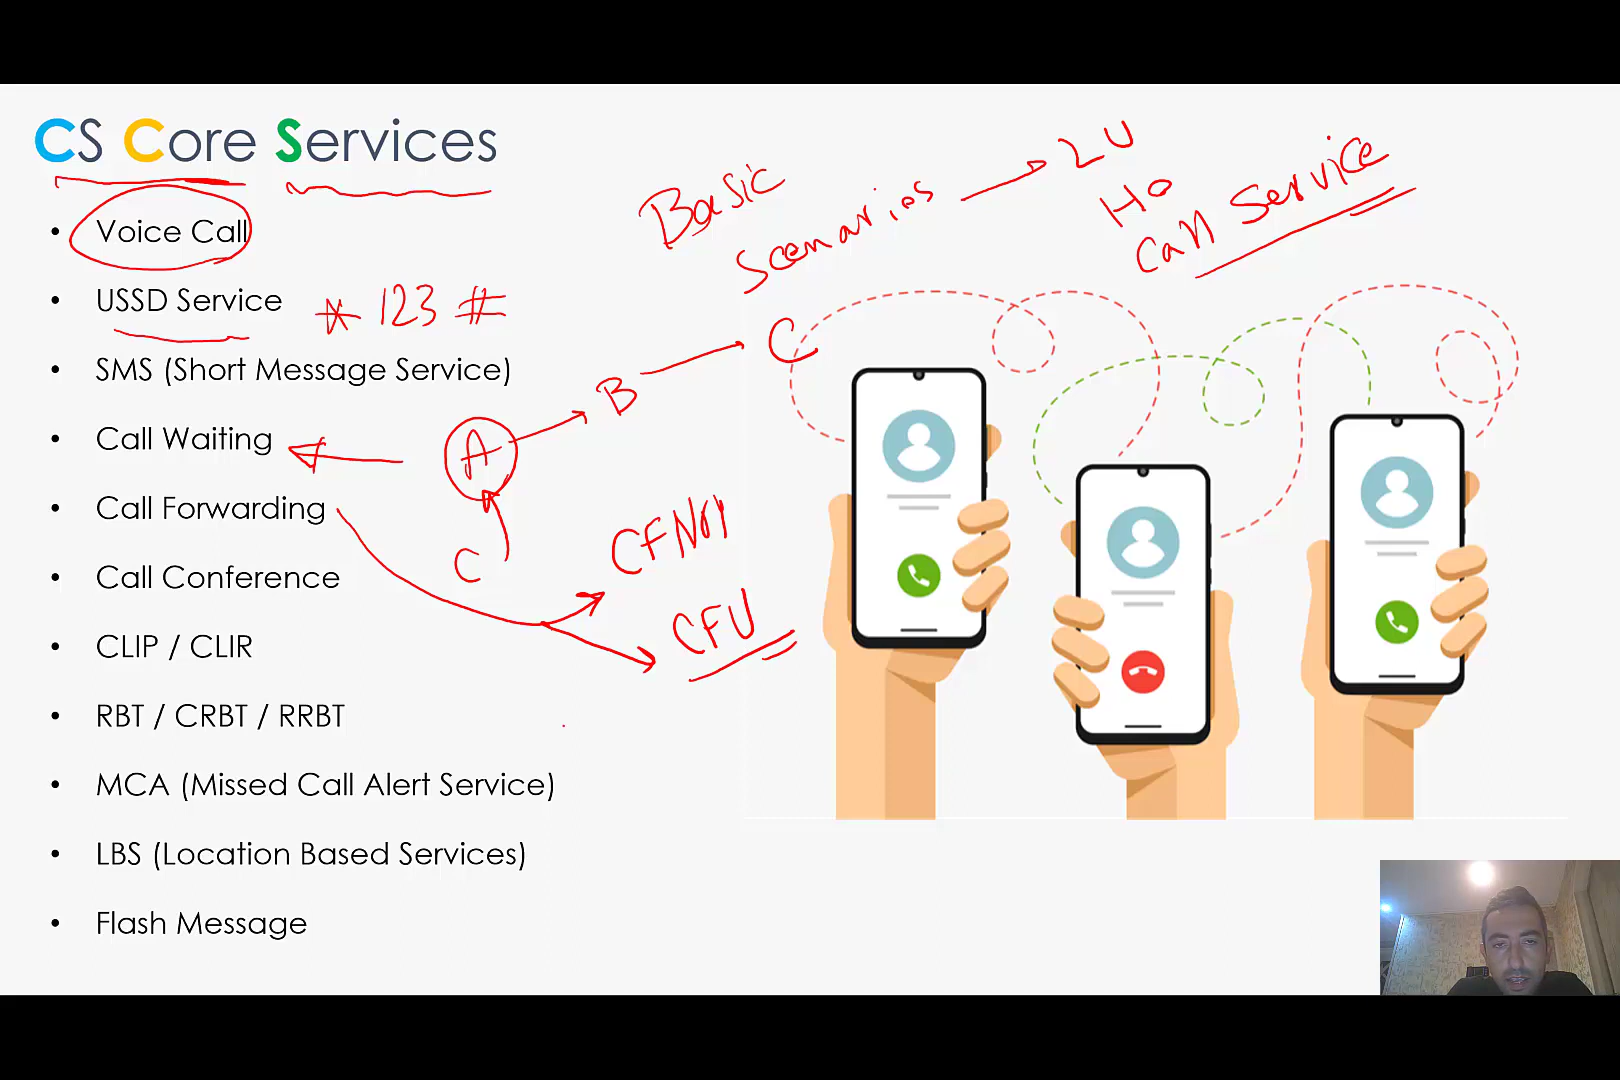 CS Core Services
Basic
Scenarios
LU
HO
Call Service
• Voice Call
• USSD Service
* 123 #
• SMS (Short Message Service)
• Call Waiting
A
B
C
C
• Call Forwarding
CFNRY
CFU
• Call Conference
• CLIP / CLIR
• RBT / CRBT / RRBT
• MCA (Missed Call Alert Service)
• LBS (Location Based Services)
• Flash Message